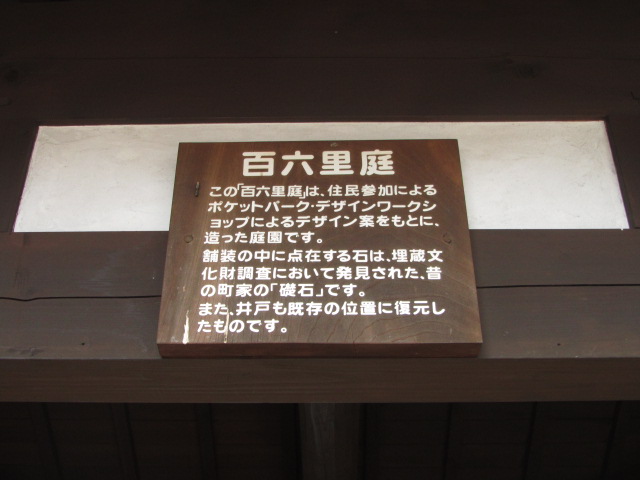 百六里庭
この「百六里庭」は、住民参加による
ポケットパーク・デザインワークシ
ョップによるデザイン案をもとに、
造った庭園です。
舗装の中に点在する石は、埋蔵文
化財調査において発見された、昔
の町家の「礎石」です。
また、井戸も既存の位置に復元し
たものです。